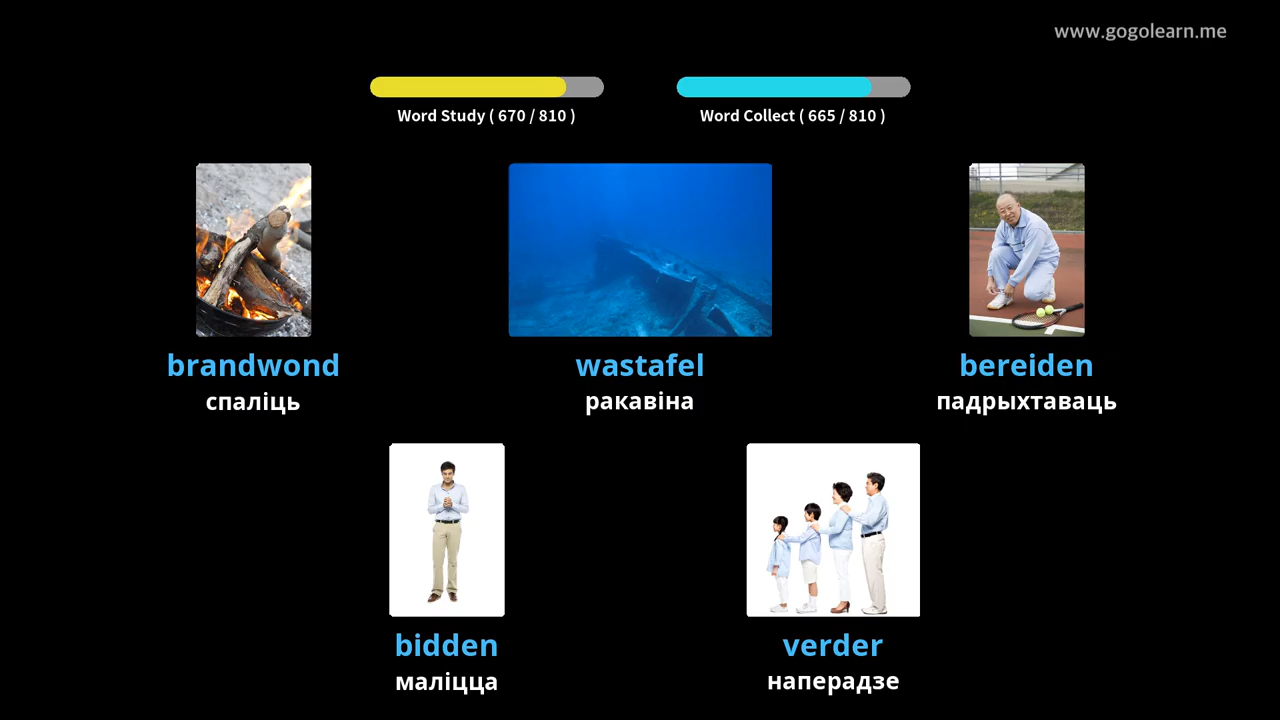 www.gogolearn.me
Word Study ( 670 / 810 )
Word Collect ( 665 / 810 )
brandwond
спаліць
wastafel
ракавіна
bereiden
падрыхтаваць
bidden
маліцца
verder
наперадзе